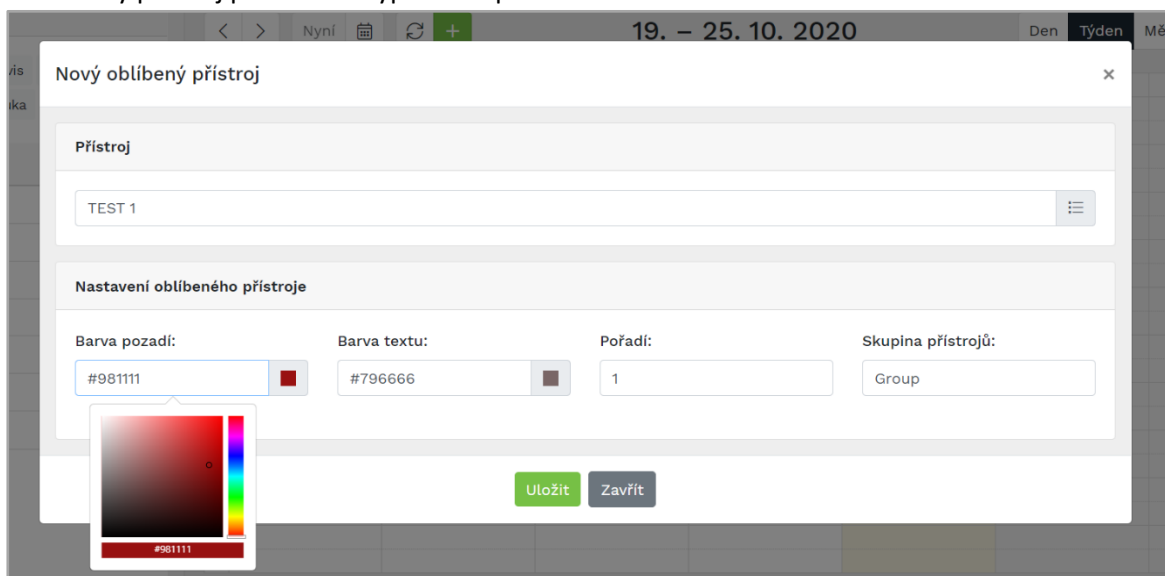 Nyní
19. – 25. 10. 2020
Den Týden
Nový oblíbený přístroj ×
Přístroj
TEST 1
Nastavení oblíbeného přístroje
Barva pozadí: Barva textu: Pořadí: Skupina přístrojů:
#981111 #796666 1 Group
#981111
Uložit Zavřít